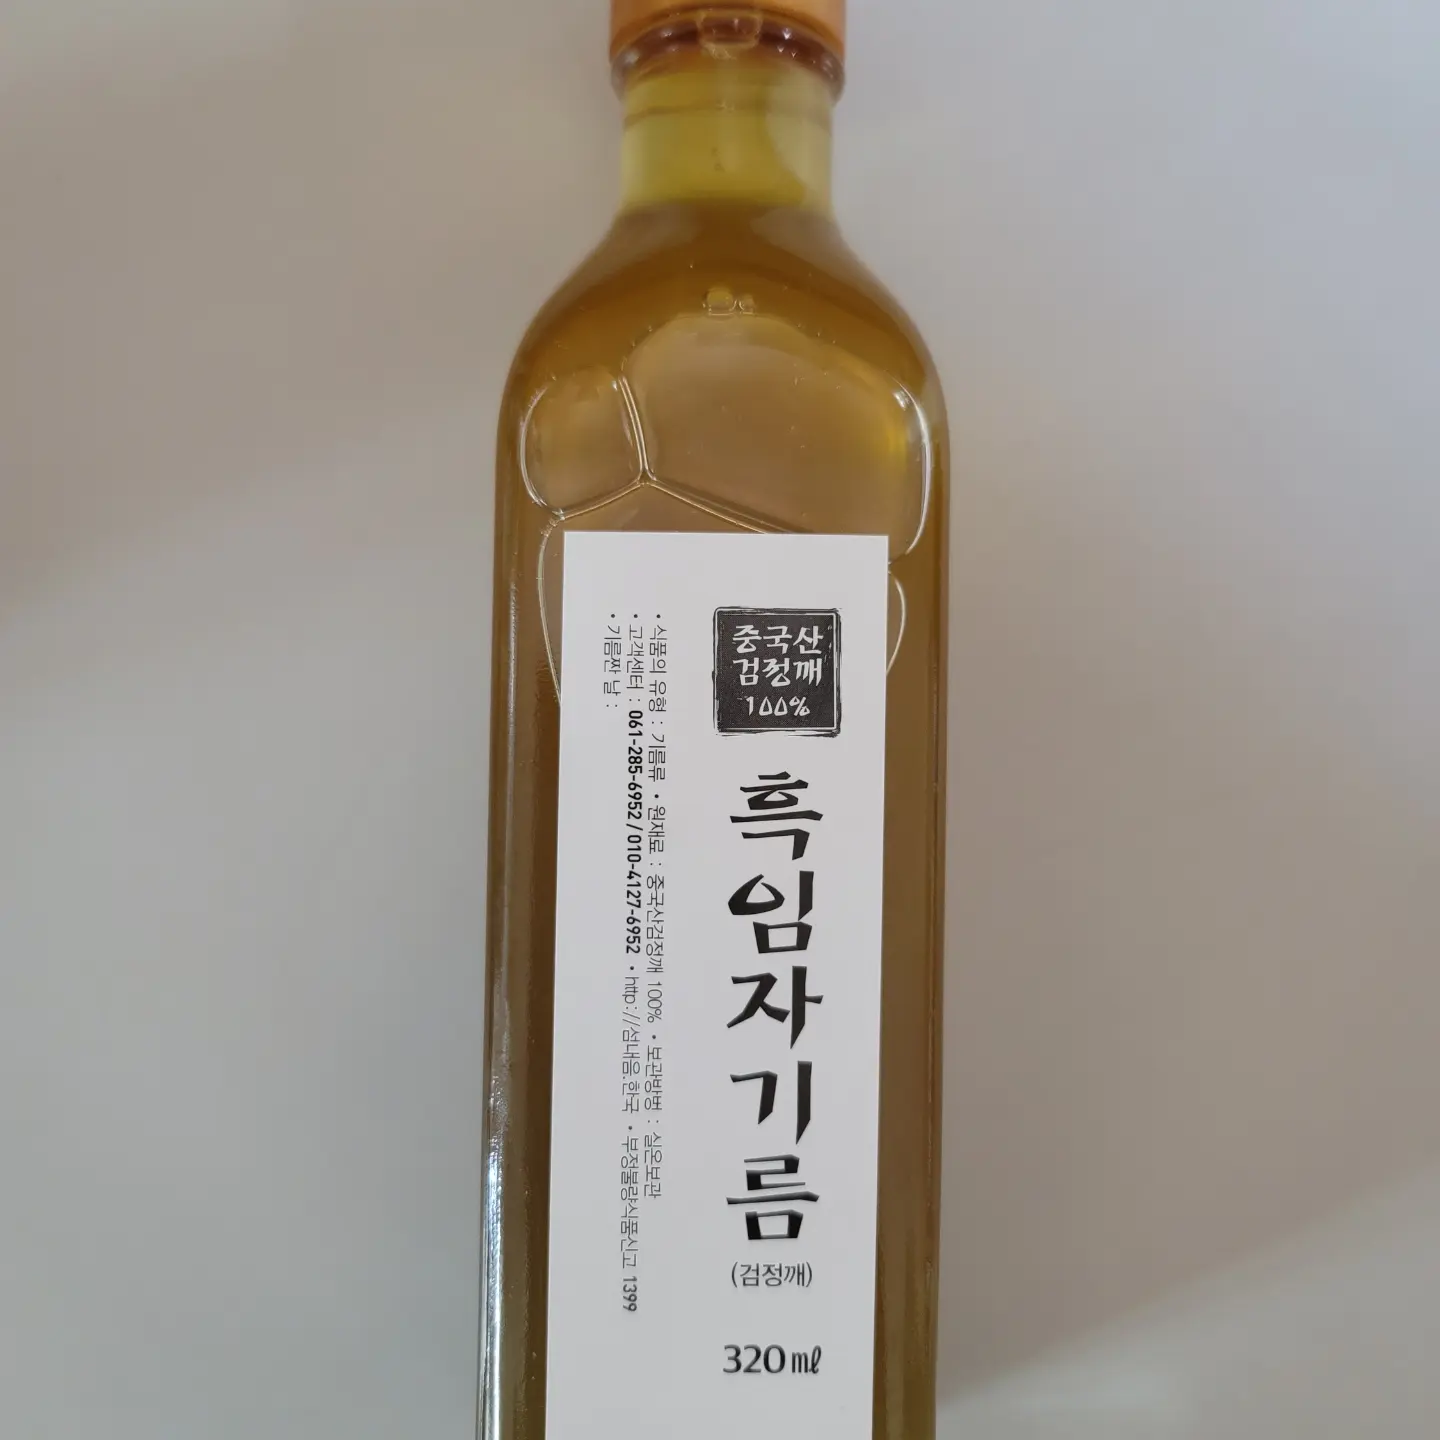 중국산
검정깨
100%
흑임자기름
(검정깨)
320㎖
• 식품의 유형 : 기름류 • 원재료 : 중국산검정깨 100% • 보관방법 : 실온보관
• 고객센터 : 061-285-6952 / 010-4127-6952 • http://섬내음.한국 • 부정불량식품신고 1399
• 기름짠 날 :